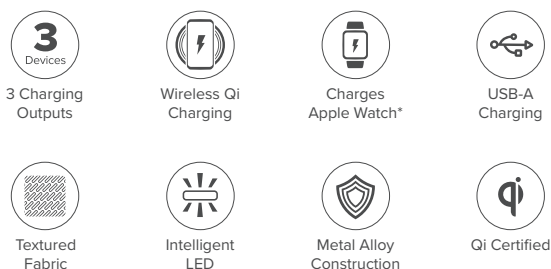 3
Devices
3 Charging
Outputs
Wireless Qi
Charging
Charges
Apple Watch*
USB-A
Charging
Textured
Fabric
Intelligent
LED
Metal Alloy
Construction
qi
Qi Certified